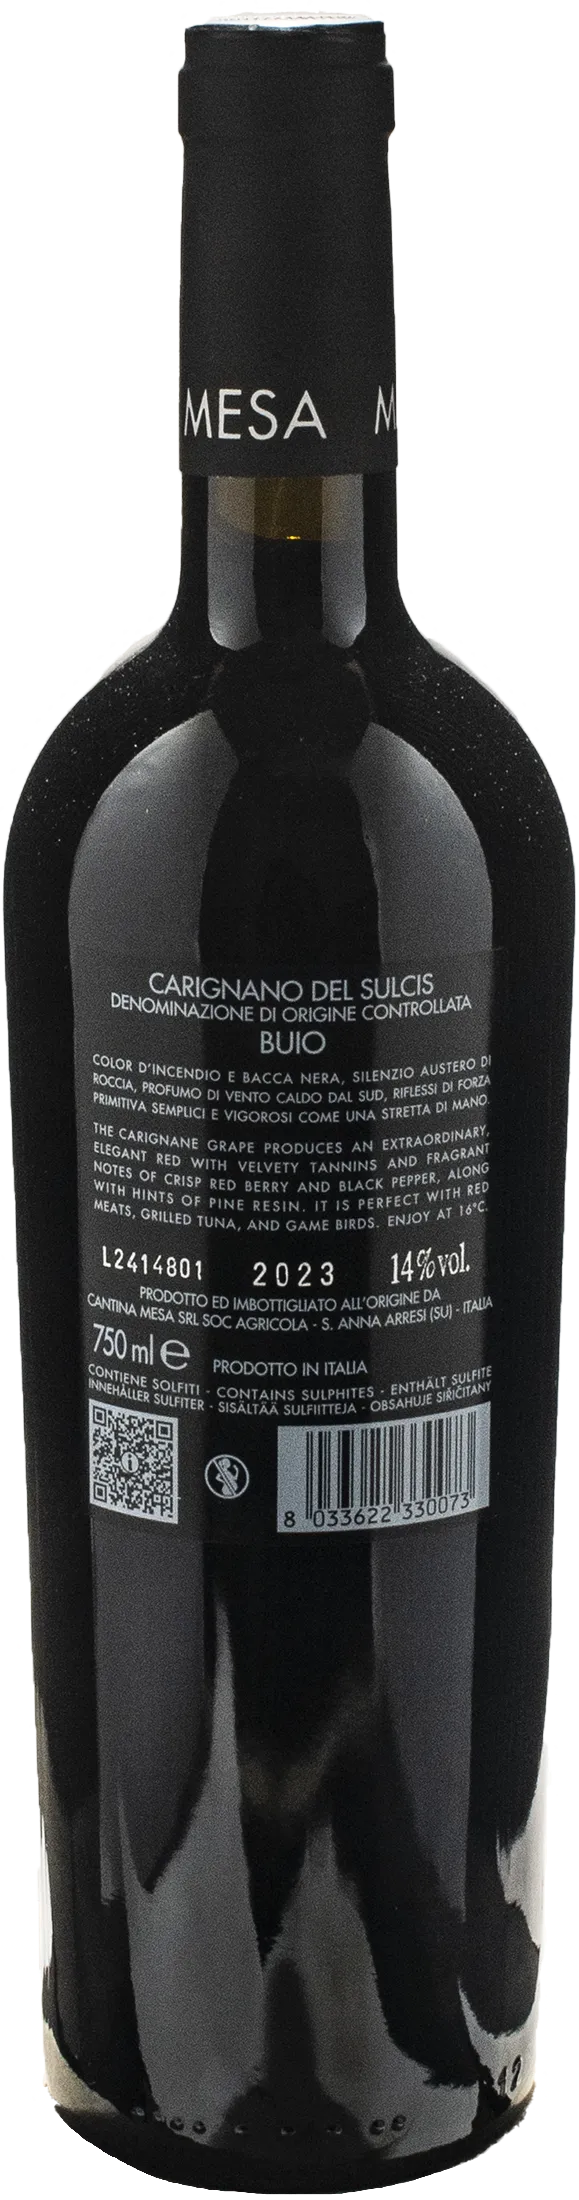 MESA M
CARIGNANO DEL SULCIS
DENOMINAZIONE DI ORIGINE CONTROLLATA
BUIO
COLOR D'INCENDIO E BACCA NERA, SILENZIO AUSTERO DI
ROCCIA, PROFUMO DI VENTO CALDO DAL SUD, RIFLESSI DI FORZA
PRIMITIVA SEMPLICI E VIGOROSI COME UNA STRETTA DI MANO.
THE CARIGNANE GRAPE PRODUCES AN EXTRAORDINARY,
ELEGANT RED WITH VELVETY TANNINS AND FRAGRANT
NOTES OF CRISP RED BERRY AND BLACK PEPPER, ALONG
WITH HINTS OF PINE RESIN. IT IS PERFECT WITH RED
MEATS, GRILLED TUNA, AND GAME BIRDS. ENJOY AT 16°C.
L2414801 2023 14%vol.
PRODOTTO ED IMBOTTIGLIATO ALL'ORIGINE DA
CANTINA MESA SRL SOC AGRICOLA - S. ANNA ARRESI (SU) - ITALIA
750 ml e PRODOTTO IN ITALIA
CONTIENE SOLFITI - CONTAINS SULPHITES - ENTHÄLT SULFITE
INNEHÅLLER SULFITER - SISÄLTÄÄ SULFIITTEJA - OBSAHUJE SIŘIČITANY
i
8 033622 330073